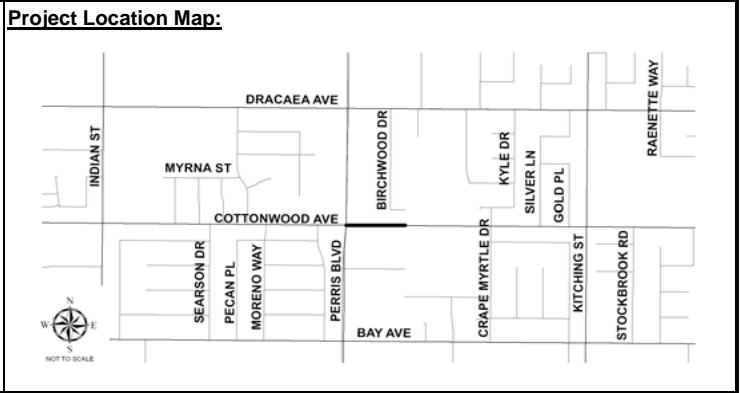 Project Location Map:
DRACAEA AVE
INDIAN ST
MYRNA ST
BIRCHWOOD DR
KYLE DR
SILVER LN
GOLD PL
RAENETTE WAY
COTTONWOOD AVE
SEARSON DR
PECAN PL
MORENO WAY
PERRIS BLVD
CRAPE MYRTLE DR
KITCHING ST
STOCKBROOK RD
BAY AVE
N
W E
S
NOT TO SCALE